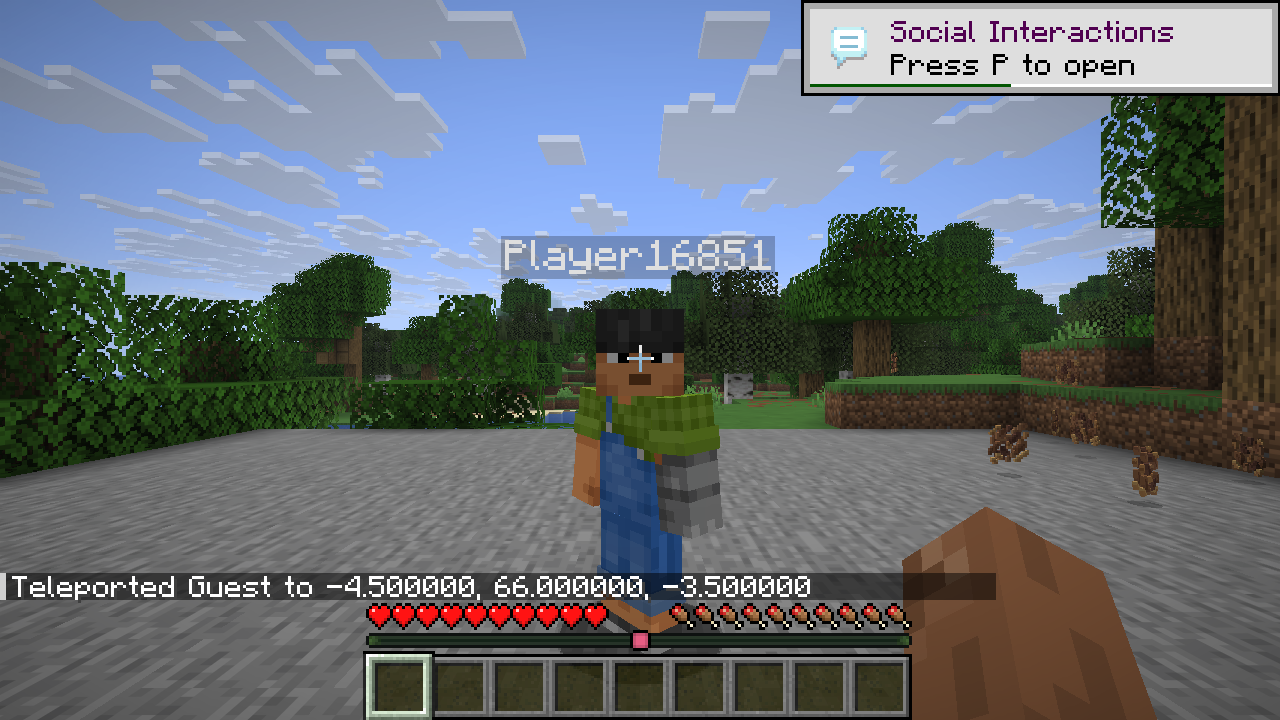 Social Interactions
Press P to open
Player16851
Teleported Guest to -4.500000, 66.000000, -3.500000